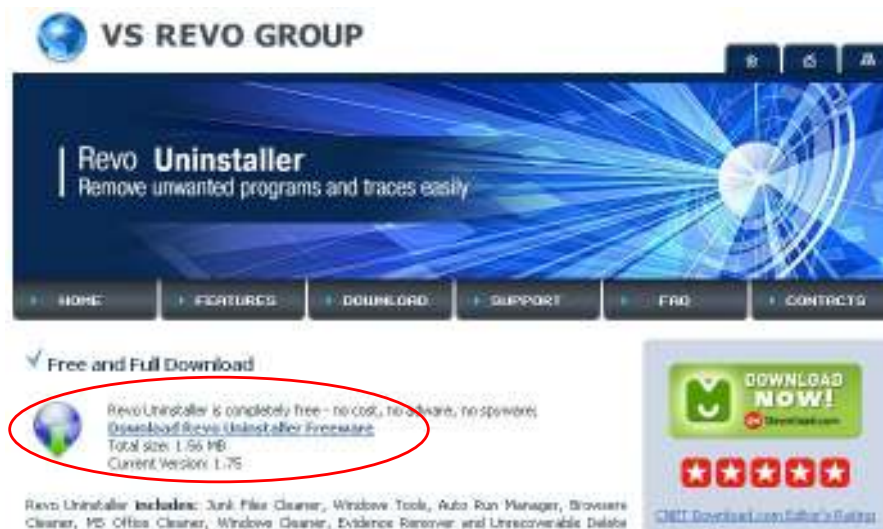 VS REVO GROUP
Revo Uninstaller
Remove unwanted programs and traces easily
HOME FEATURES DOWNLOAD SUPPORT FAQ CONTACTS
Free and Full Download
Revo Uninstaller is completely free - no cost, no adware, no spyware;
Download Revo Uninstaller Freeware
Total size: 1.56 MB
Current Version: 1.75
DOWNLOAD
NOW!
Download.com
Revo Uninstaller includes: Junk Files Cleaner, Windows Tools, Auto Run Manager, Browsers
Cleaner, MS Office Cleaner, Windows Cleaner, Evidence Remover and Unrecoverable Delete
CNET Download.com Editor's Rating